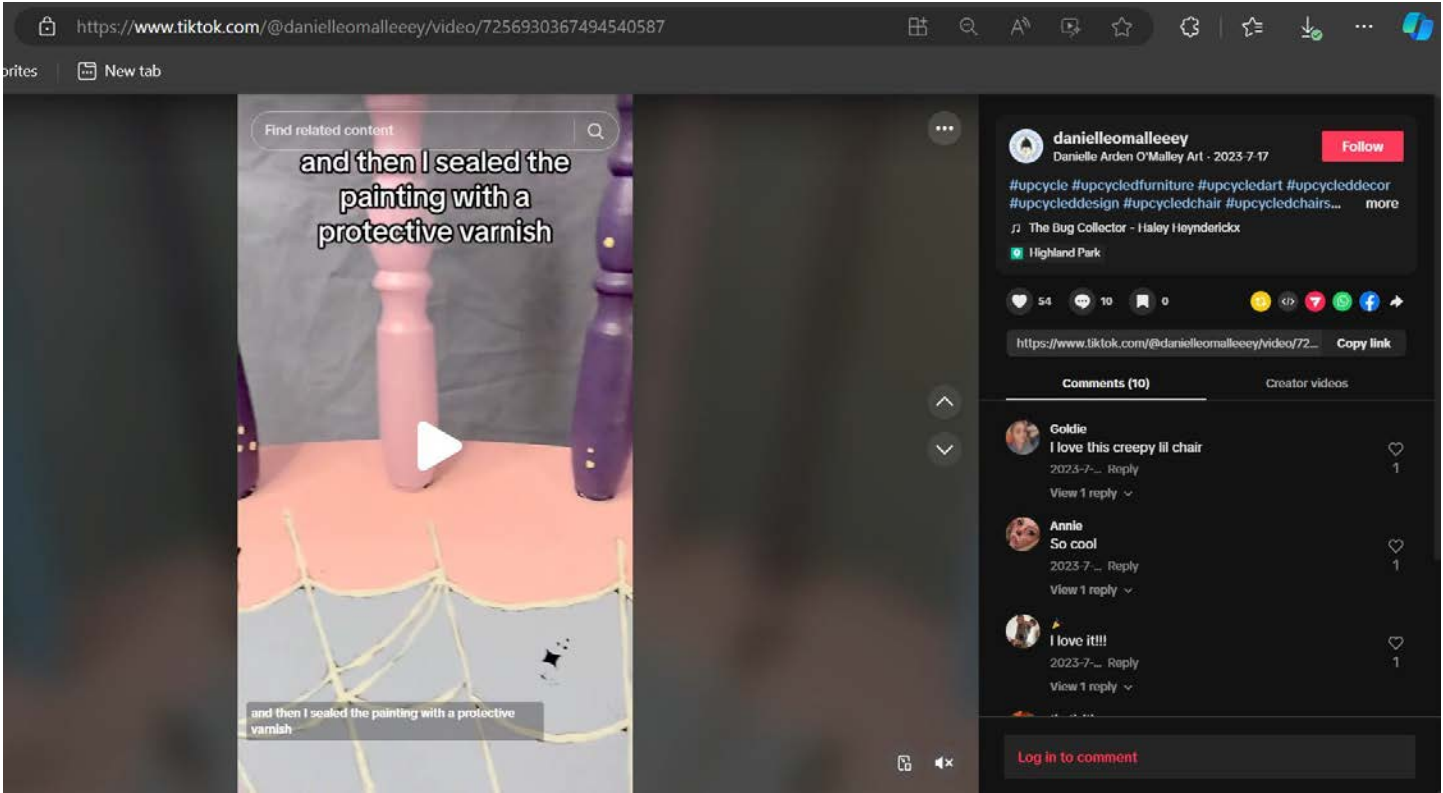 https://www.tiktok.com/@danielleomalleeey/video/7256930367494540587
New tab
Find related content
and then I sealed the
painting with a
protective varnish
and then I sealed the painting with a protective
varnish
danielleomalleeey
Danielle Arden O'Malley Art · 2023-7-17
Follow
#upcycle #upcycledfurniture #upcycledart #upcycleddecor
#upcycleddesign #upcycledchair #upcycledchairs... more
The Bug Collector - Haley Heynderickx
Highland Park
54 10 0
https://www.tiktok.com/@danielleomalleeey/video/72... Copy link
Comments (10) Creator videos
Goldie
I love this creepy lil chair
2023-7-... Reply 1
View 1 reply
Annie
So cool
2023-7-... Reply 1
View 1 reply
I love it!!!
2023-7-... Reply 1
View 1 reply
Log in to comment